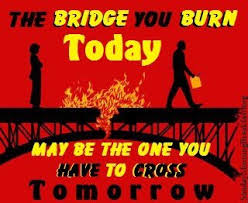 THE BRIDGE YOU BURN
Today
MAY BE THE ONE YOU
HAVE TO CROSS
Tomorrow